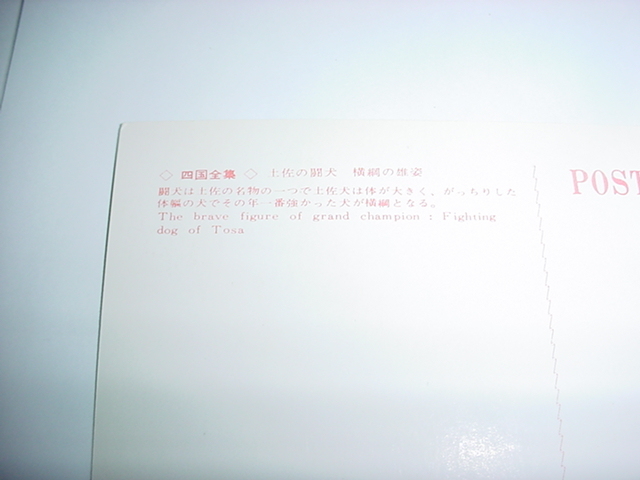 ◇ 四国全集 ◇ 土佐の闘犬 横綱の雄姿
闘犬は土佐の名物の一つで土佐犬は体が大きく、がっちりした
体軀の犬でその年一番強かった犬が横綱となる。
The brave figure of grand champion : Fighting
dog of Tosa
POST